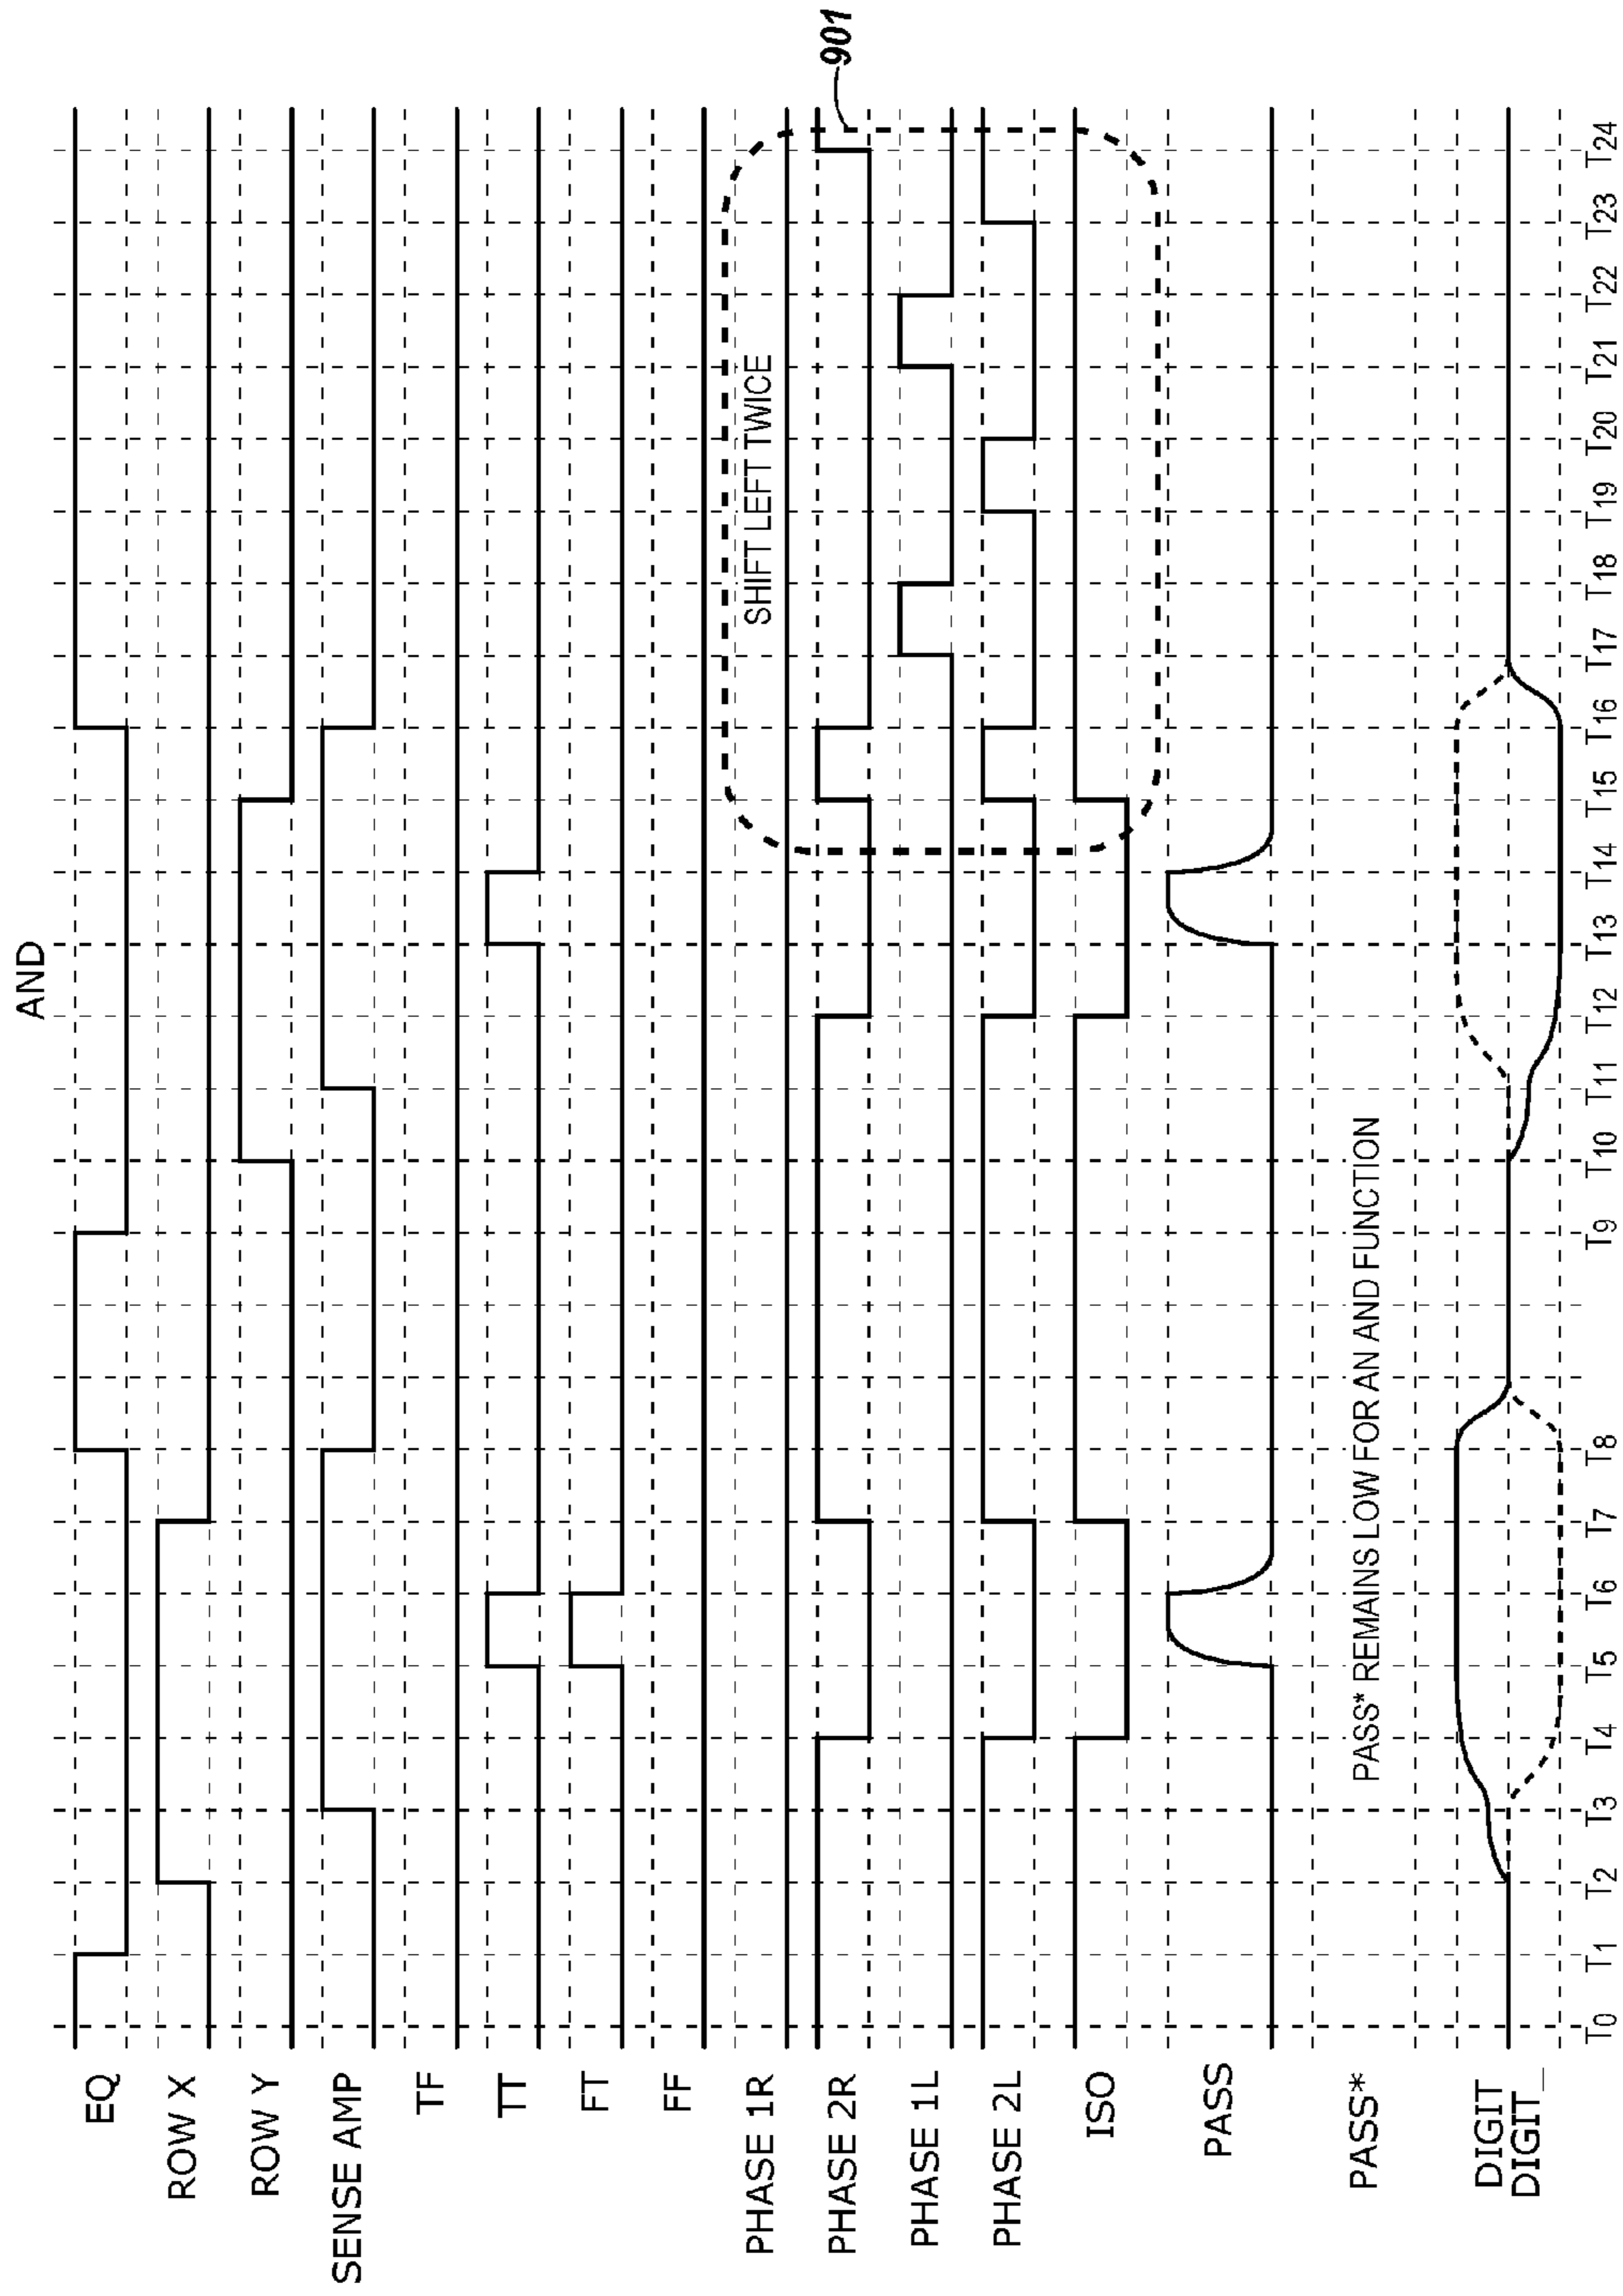 AND
EQ
ROW X
ROW Y
SENSE AMP
TF
TT
FT
FF
PHASE 1R
SHIFT LEFT TWICE
901
PHASE 2R
PHASE 1L
PHASE 2L
ISO
PASS
PASS*
PASS* REMAINS LOW FOR AN AND FUNCTION
DIGIT
DIGIT_
T0 T1 T2 T3 T4 T5 T6 T7 T8 T9 T10 T11 T12 T13 T14 T15 T16 T17 T18 T19 T20 T21 T22 T23 T24